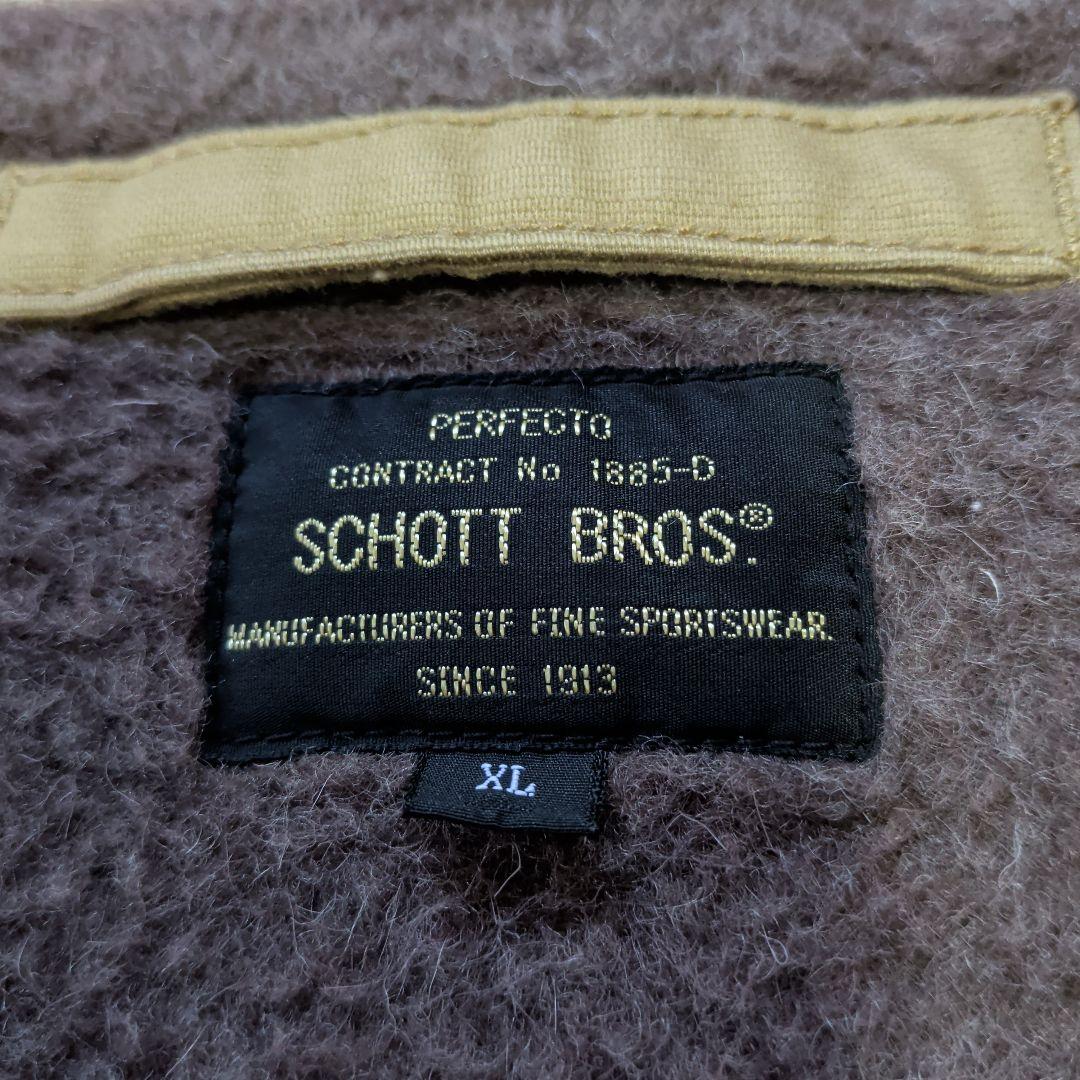 PERFECTO
CONTRACT No 1885-D
SCHOTT BROS.®
MANUFACTURERS OF FINE SPORTSWEAR.
SINCE 1913
XL